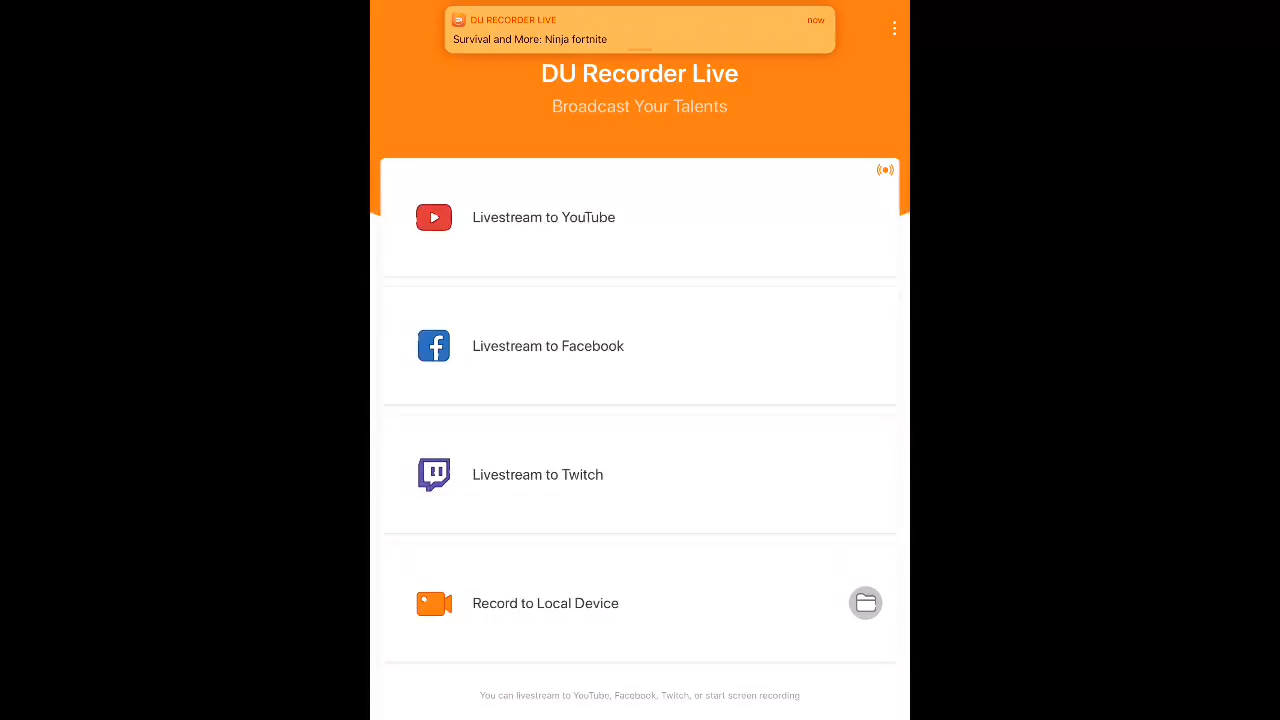 DU RECORDER LIVE
now
Survival and More: Ninja fortnite
DU Recorder Live
Broadcast Your Talents
Livestream to YouTube
Livestream to Facebook
Livestream to Twitch
Record to Local Device
You can livestream to YouTube, Facebook, Twitch, or start screen recording